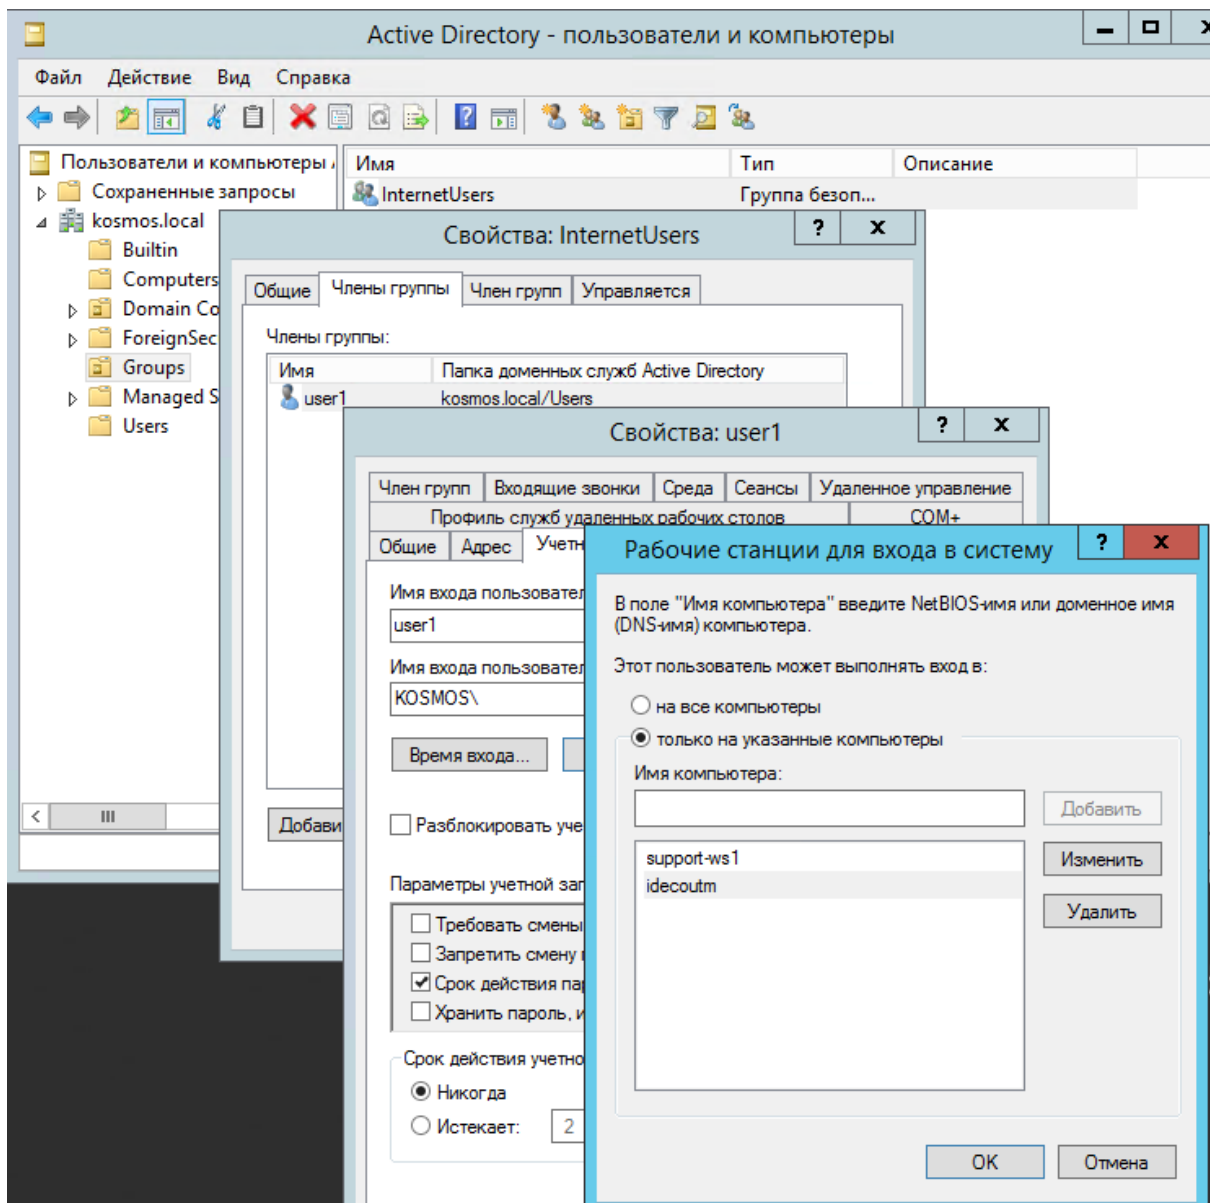 Active Directory - пользователи и компьютеры
Файл Действие Вид Справка
Пользователи и компьютеры
Сохраненные запросы
kosmos.local
Builtin
Computers
Domain Co
ForeignSec
Groups
Managed S
Users
Имя Тип Описание
InternetUsers Группа безоп...
Свойства: InternetUsers
Общие Члены группы Член групп Управляется
Члены группы:
Имя Папка доменных служб Active Directory
user1 kosmos.local/Users
Добави
Свойства: user1
Член групп Входящие звонки Среда Сеансы Удаленное управление
Профиль служб удаленных рабочих столов COM+
Общие Адрес Учетн
Имя входа пользовател
user1
Имя входа пользовател
KOSMOS\
Время входа...
Разблокировать уче
Параметры учетной зап
Требовать смены
Запретить смену
Срок действия пар
Хранить пароль, и
Срок действия учетно
Никогда
Истекает: 2
Рабочие станции для входа в систему
В поле "Имя компьютера" введите NetBIOS-имя или доменное имя
(DNS-имя) компьютера.
Этот пользователь может выполнять вход в:
на все компьютеры
только на указанные компьютеры
Имя компьютера:
Добавить
support-ws1
idecoutm
Изменить
Удалить
OK Отмена